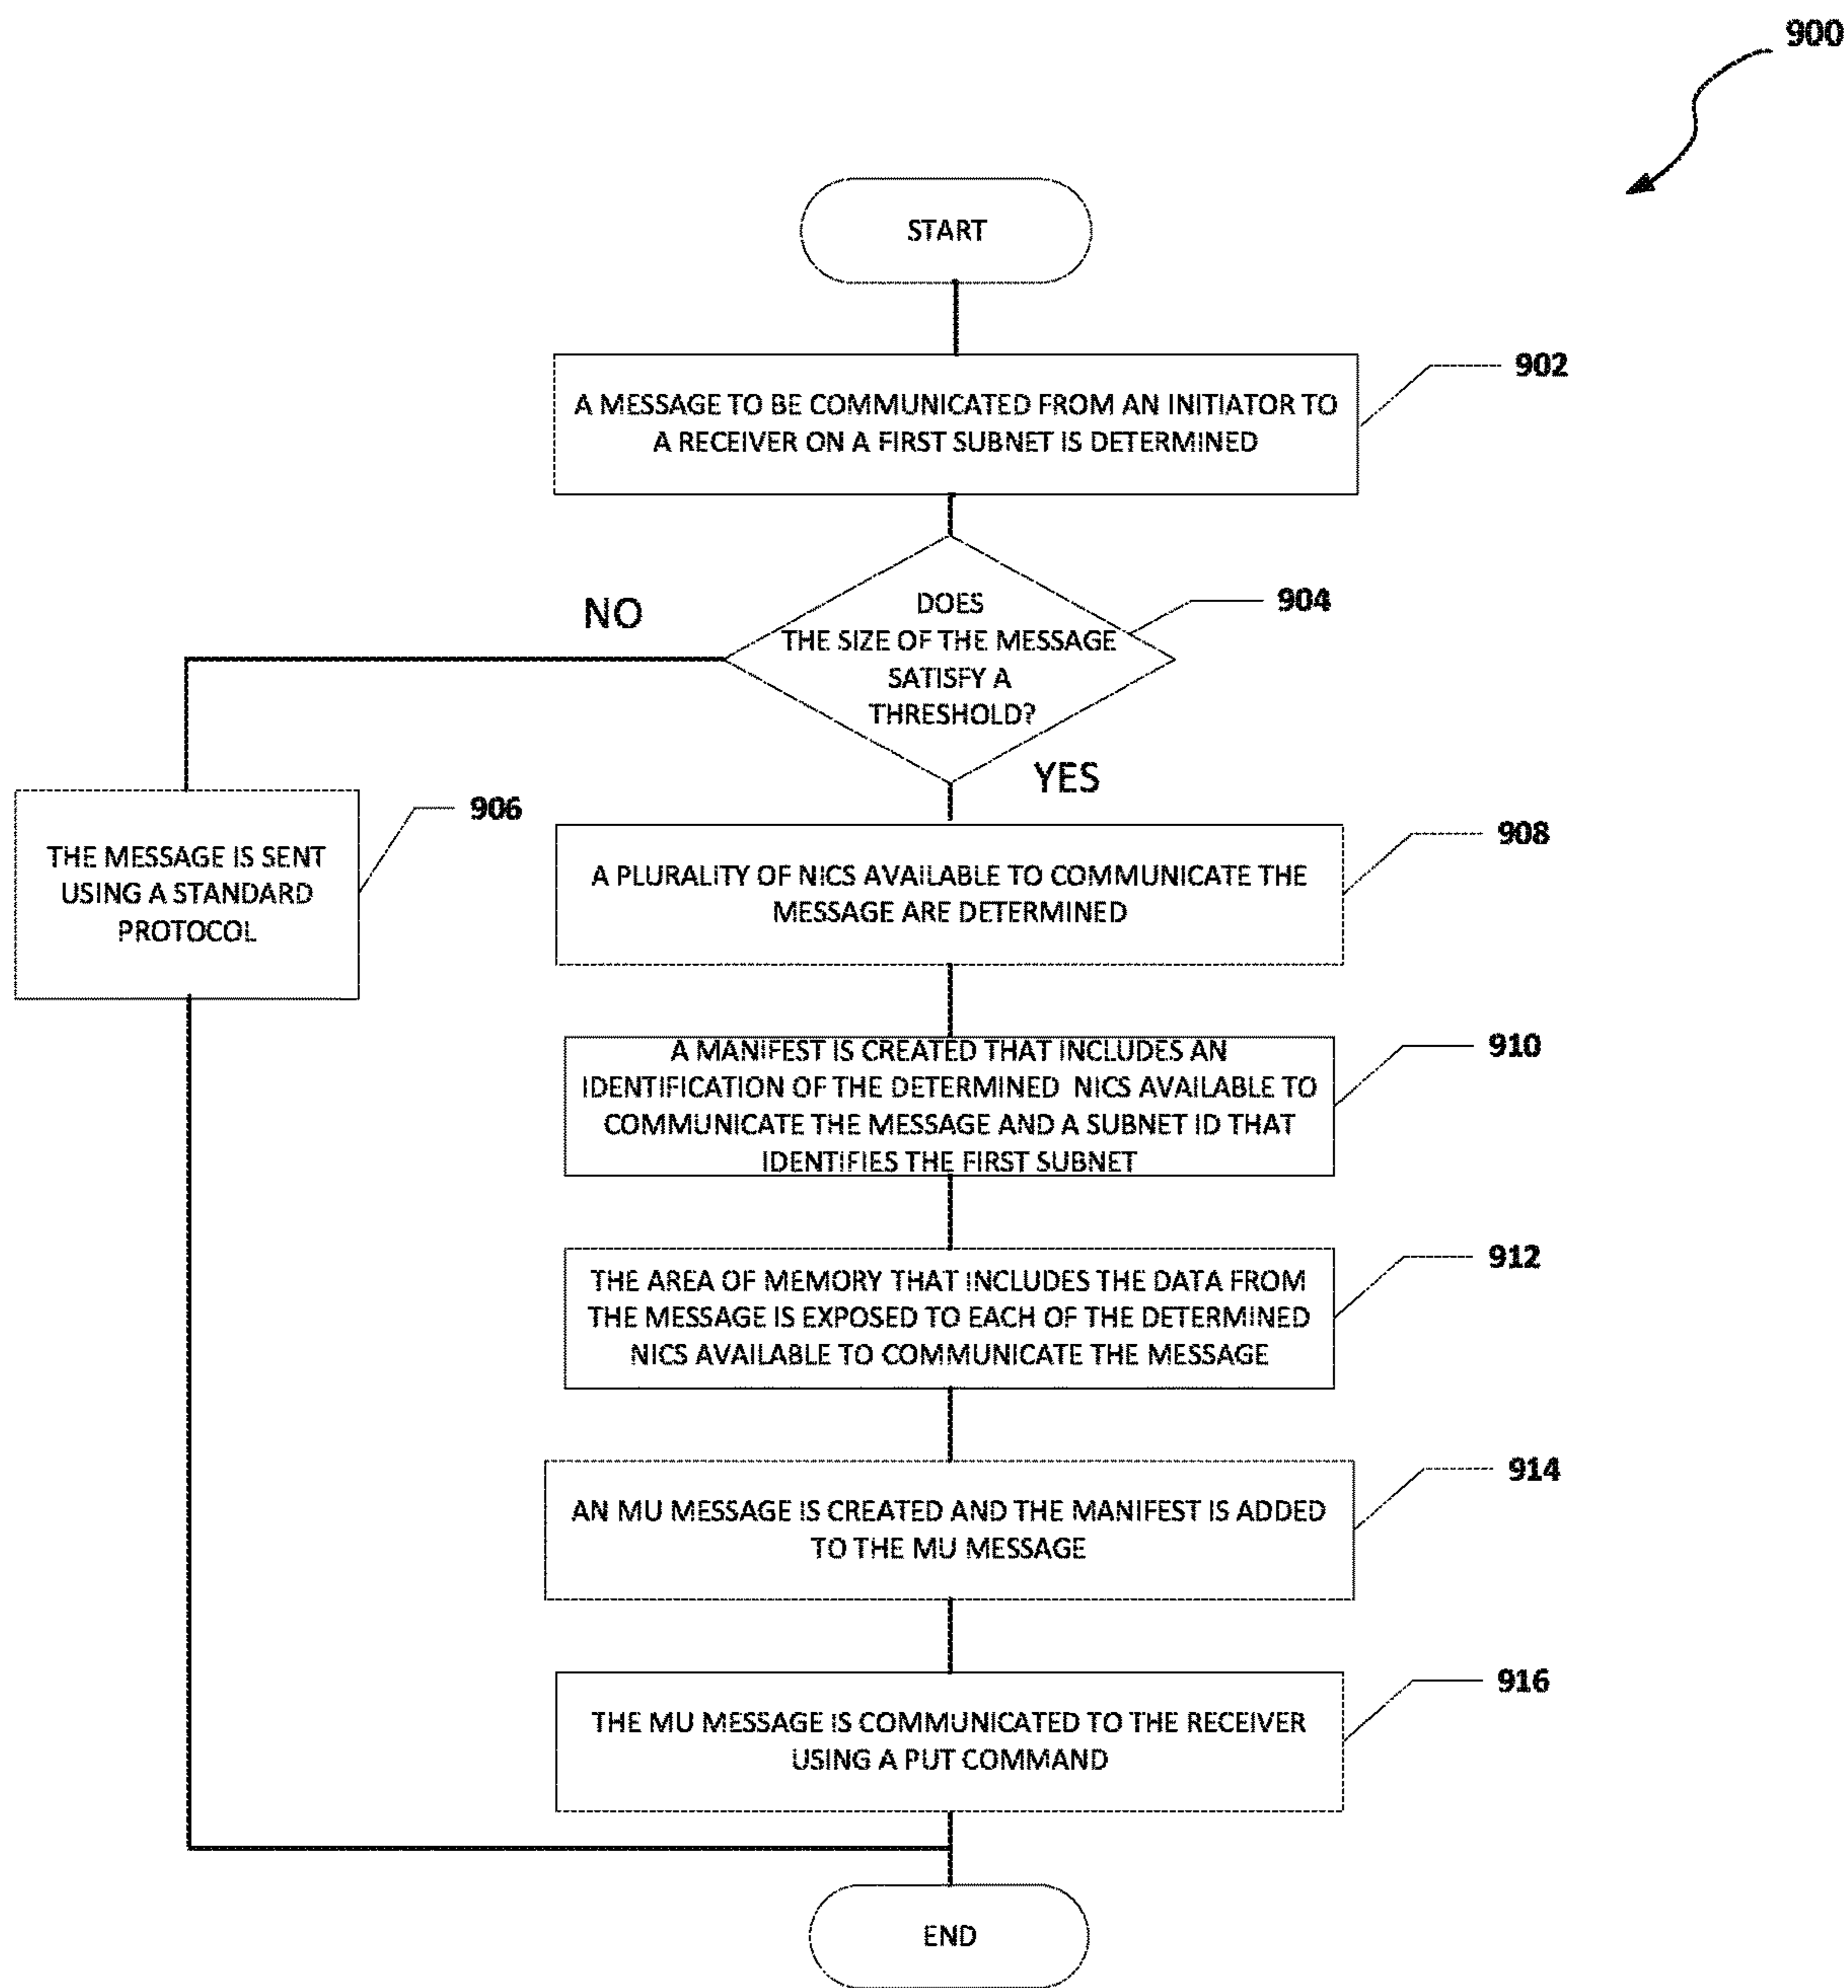 900
START
902
A MESSAGE TO BE COMMUNICATED FROM AN INITIATOR TO
A RECEIVER ON A FIRST SUBNET IS DETERMINED
904
NO
DOES
THE SIZE OF THE MESSAGE
SATISFY A
THRESHOLD?
YES
906
THE MESSAGE IS SENT
USING A STANDARD
PROTOCOL
908
A PLURALITY OF NICS AVAILABLE TO COMMUNICATE THE
MESSAGE ARE DETERMINED
910
A MANIFEST IS CREATED THAT INCLUDES AN
IDENTIFICATION OF THE DETERMINED NICS AVAILABLE TO
COMMUNICATE THE MESSAGE AND A SUBNET ID THAT
IDENTIFIES THE FIRST SUBNET
912
THE AREA OF MEMORY THAT INCLUDES THE DATA FROM
THE MESSAGE IS EXPOSED TO EACH OF THE DETERMINED
NICS AVAILABLE TO COMMUNICATE THE MESSAGE
914
AN MU MESSAGE IS CREATED AND THE MANIFEST IS ADDED
TO THE MU MESSAGE
916
THE MU MESSAGE IS COMMUNICATED TO THE RECEIVER
USING A PUT COMMAND
END